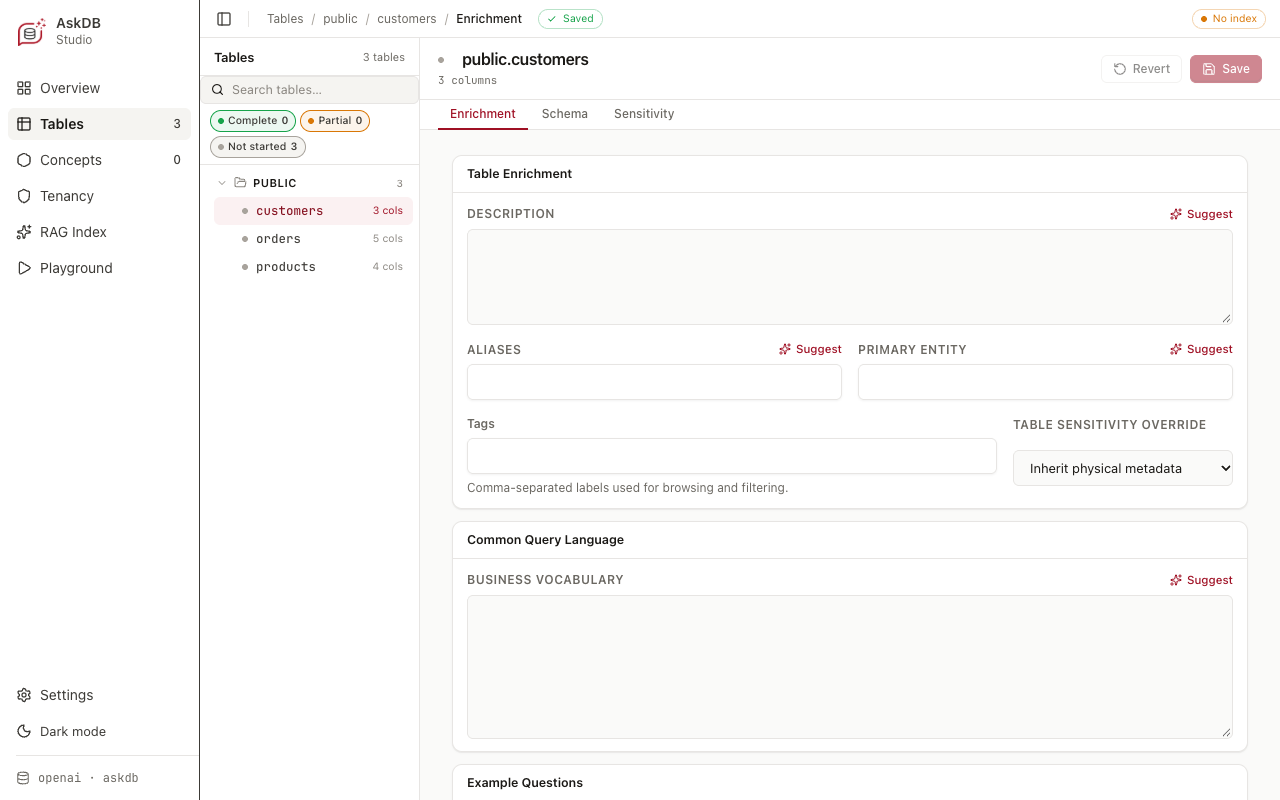 AskDB
Studio
Overview
Tables 3
Concepts 0
Tenancy
RAG Index
Playground
Settings
Dark mode
openai · askdb
Tables / public / customers / Enrichment
Saved
No index
Tables 3 tables
Search tables...
Complete 0
Partial 0
Not started 3
PUBLIC 3
customers 3 cols
orders 5 cols
products 4 cols
public.customers
3 columns
Revert
Save
Enrichment Schema Sensitivity
Table Enrichment
DESCRIPTION Suggest
ALIASES Suggest
PRIMARY ENTITY Suggest
Tags
Comma-separated labels used for browsing and filtering.
TABLE SENSITIVITY OVERRIDE
Inherit physical metadata
Common Query Language
BUSINESS VOCABULARY Suggest
Example Questions